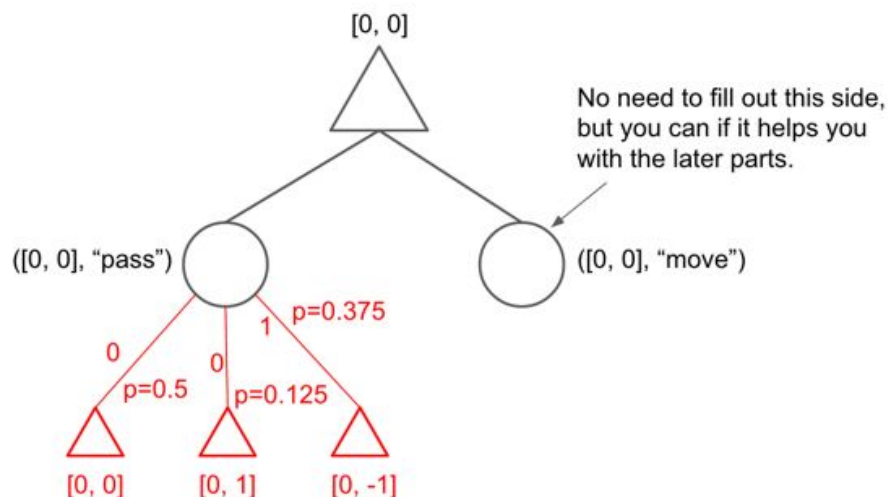 [0, 0]
No need to fill out this side,
but you can if it helps you
with the later parts.
([0, 0], “pass”)
([0, 0], “move”)
p=0.375
1
0
0
p=0.5
p=0.125
[0, 0]
[0, 1]
[0, -1]